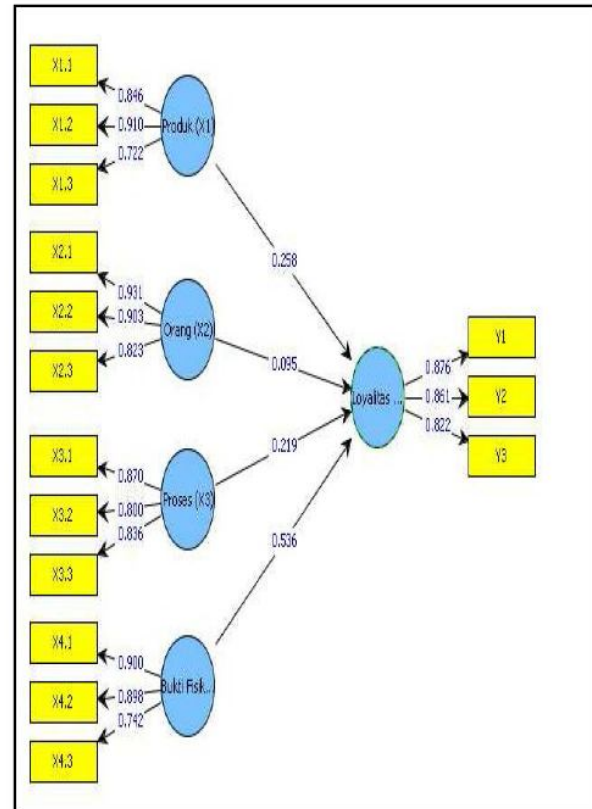 X1.1
0.846
X1.2
0.910
X1.3
0.722
Produk (X1)
0.258
X2.1
0.931
X2.2
0.903
X2.3
0.823
Orang (X2)
0.095
X3.1
0.870
X3.2
0.800
X3.3
0.836
Proses (X3)
0.219
X4.1
0.900
X4.2
0.898
X4.3
0.742
Bukti Fisik...
0.536
Loyalitas ...
0.876
Y1
0.861
Y2
0.822
Y3